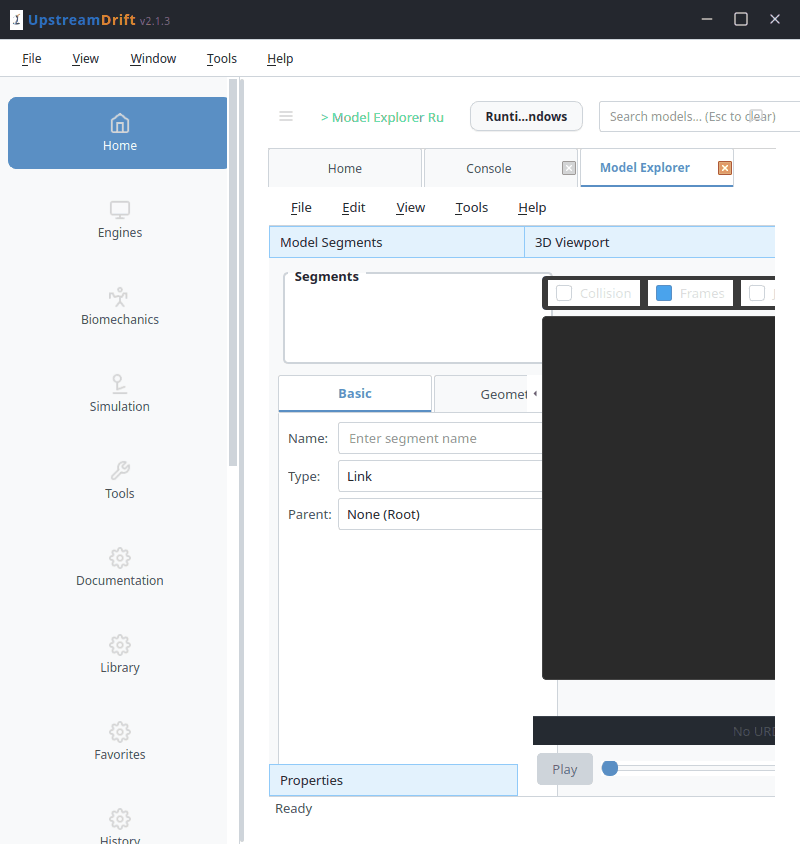 UpstreamDrift v2.1.3
File View Window Tools Help
Home
Engines
Biomechanics
Simulation
Tools
Documentation
Library
Favorites
History
> Model Explorer Ru
Runti...ndows
Search models... (Esc to clear)
Home Console Model Explorer
File Edit View Tools Help
Model Segments 3D Viewport
Segments
Collision Frames
Basic Geomet
Name: Enter segment name
Type: Link
Parent: None (Root)
No URD
Play
Properties
Ready